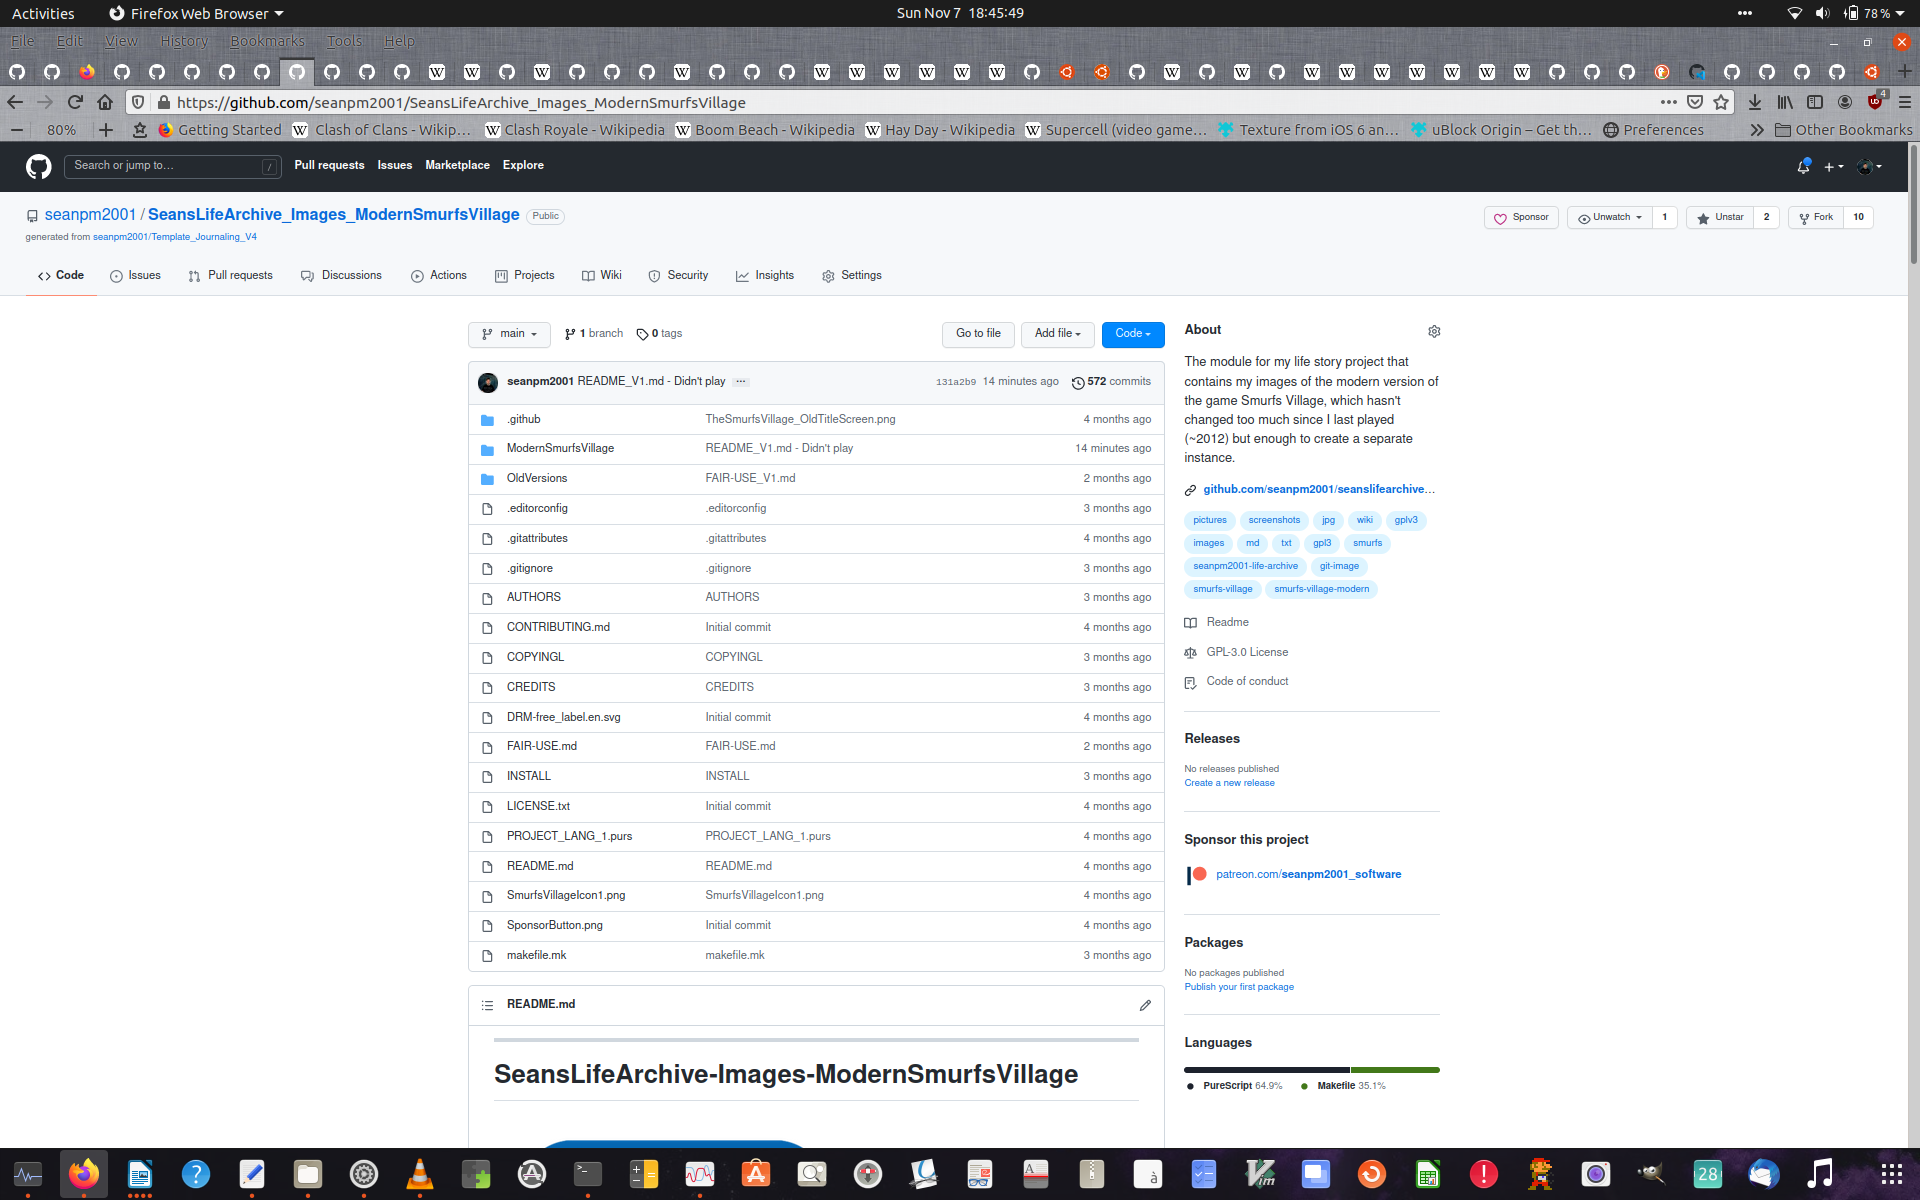 Activities Firefox Web Browser Sun Nov 7 18:45:49 78 %
File Edit View History Bookmarks Tools Help
https://github.com/seanpm2001/SeansLifeArchive_Images_ModernSmurfsVillage 4
80% Getting Started Clash of Clans - Wikip… Clash Royale - Wikipedia Boom Beach - Wikipedia Hay Day - Wikipedia Supercell (video game… Texture from iOS 6 an… uBlock Origin – Get th… Preferences Other Bookmarks
Search or jump to… / Pull requests Issues Marketplace Explore
seanpm2001 / SeansLifeArchive_Images_ModernSmurfsVillage Public Sponsor Unwatch 1 Unstar 2 Fork 10
generated from seanpm2001/Template_Journaling_V4
Code Issues Pull requests Discussions Actions Projects Wiki Security Insights Settings
main 1 branch 0 tags Go to file Add file Code
seanpm2001 README_V1.md - Didn't play ... 131a2b9 14 minutes ago 572 commits
.github TheSmurfsVillage_OldTitleScreen.png 4 months ago
ModernSmurfsVillage README_V1.md - Didn't play 14 minutes ago
OldVersions FAIR-USE_V1.md 2 months ago
.editorconfig .editorconfig 3 months ago
.gitattributes .gitattributes 4 months ago
.gitignore .gitignore 3 months ago
AUTHORS AUTHORS 3 months ago
CONTRIBUTING.md Initial commit 4 months ago
COPYINGL COPYINGL 3 months ago
CREDITS CREDITS 3 months ago
DRM-free_label.en.svg Initial commit 4 months ago
FAIR-USE.md FAIR-USE.md 2 months ago
INSTALL INSTALL 3 months ago
LICENSE.txt Initial commit 4 months ago
PROJECT_LANG_1.purs PROJECT_LANG_1.purs 4 months ago
README.md README.md 4 months ago
SmurfsVillageIcon1.png SmurfsVillageIcon1.png 4 months ago
SponsorButton.png Initial commit 4 months ago
makefile.mk makefile.mk 3 months ago
README.md
SeansLifeArchive-Images-ModernSmurfsVillage
About
The module for my life story project that
contains my images of the modern version of
the game Smurfs Village, which hasn't
changed too much since I last played
(~2012) but enough to create a separate
instance.
github.com/seanpm2001/seanslifearchive…
pictures screenshots jpg wiki gplv3
images md txt gpl3 smurfs
seanpm2001-life-archive git-image
smurfs-village smurfs-village-modern
Readme
GPL-3.0 License
Code of conduct
Releases
No releases published
Create a new release
Sponsor this project
patreon.com/seanpm2001_software
Packages
No packages published
Publish your first package
Languages
PureScript 64.9% Makefile 35.1%
28